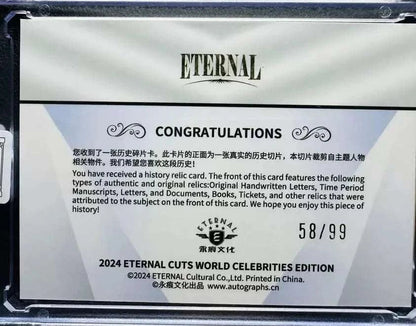 ETERNAL
CONGRATULATIONS
您收到了一张历史碎片卡。此卡片的正面为一张真实的历史切片，本切片裁剪自主题人物
相关物件。我们希望您喜欢这段历史！
You have received a history relic card. The front of this card features the following
types of authentic and original relics:Original Handwritten Letters, Time Period
Manuscripts, Letters, and Documents, Books, Tickets, and other relics that were
attributed to the subject on the front of this card. We hope you enjoy this piece of
history!
ETERNAL
永痕文化
58/99
2024 ETERNAL CUTS WORLD CELEBRITIES EDITION
©2024 ETERNAL Cultural Co.,Ltd. Printed in China.
©永痕文化出品 www.autographs.cn